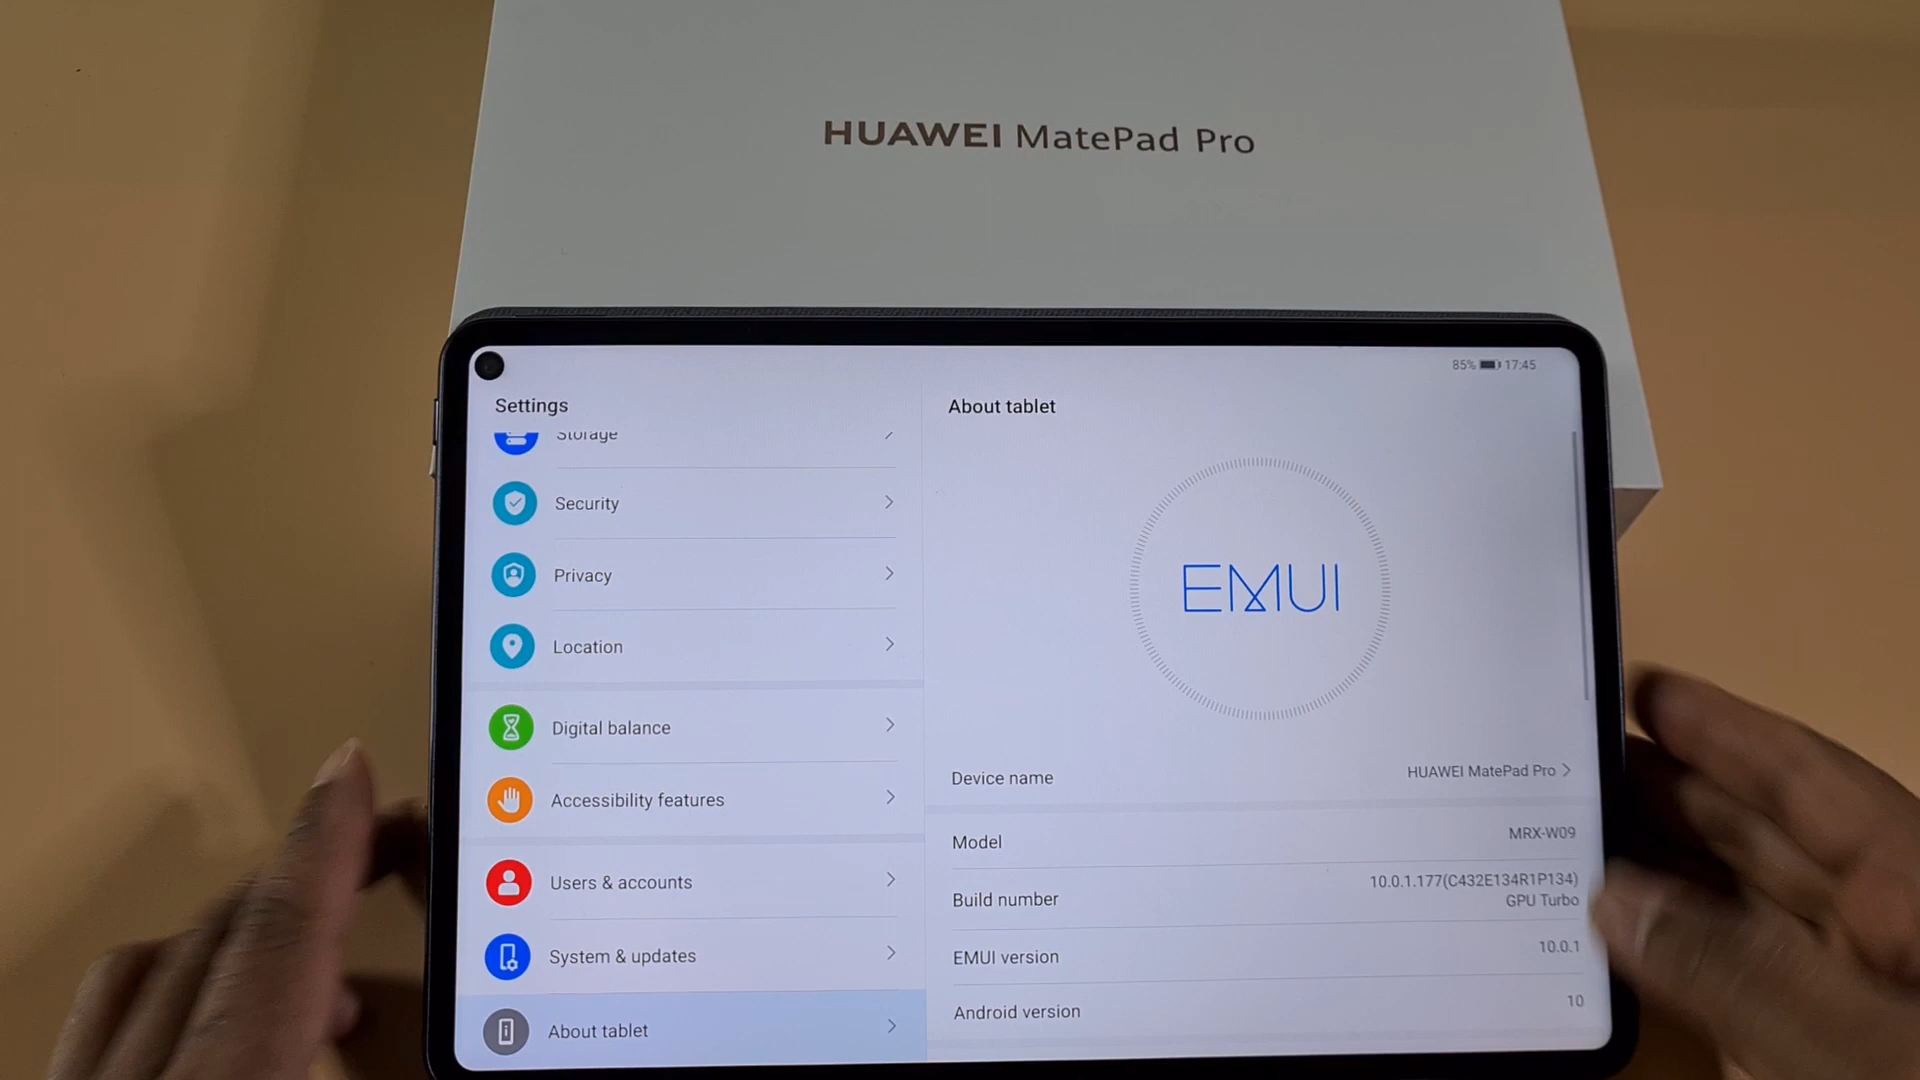 HUAWEI MatePad Pro
85% 17:45
Settings
Storage
Security
Privacy
Location
Digital balance
Accessibility features
Users & accounts
System & updates
About tablet
About tablet
EMUI
Device name HUAWEI MatePad Pro
Model MRX-W09
Build number 10.0.1.177(C432E134R1P134)
GPU Turbo
EMUI version 10.0.1
Android version 10